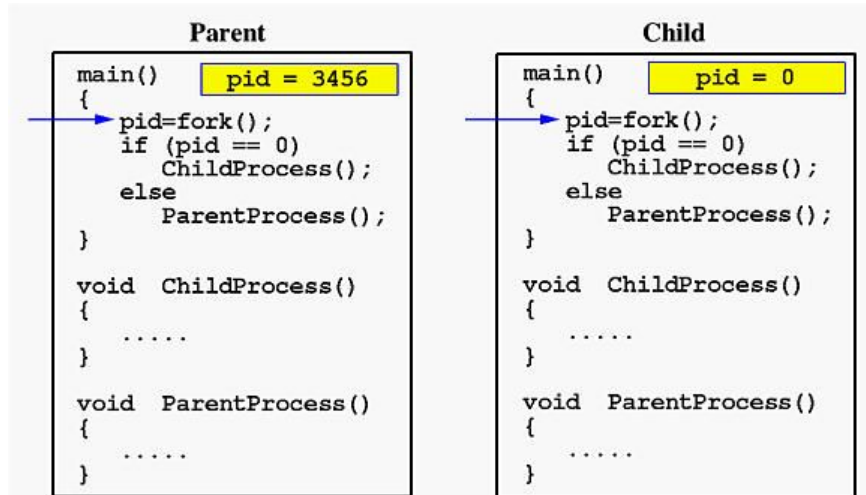 Parent
main()
pid = 3456
{
pid=fork();
if (pid == 0)
ChildProcess();
else
ParentProcess();
}
void ChildProcess()
{
.....
}
void ParentProcess()
{
.....
}
Child
main()
pid = 0
{
pid=fork();
if (pid == 0)
ChildProcess();
else
ParentProcess();
}
void ChildProcess()
{
.....
}
void ParentProcess()
{
.....
}